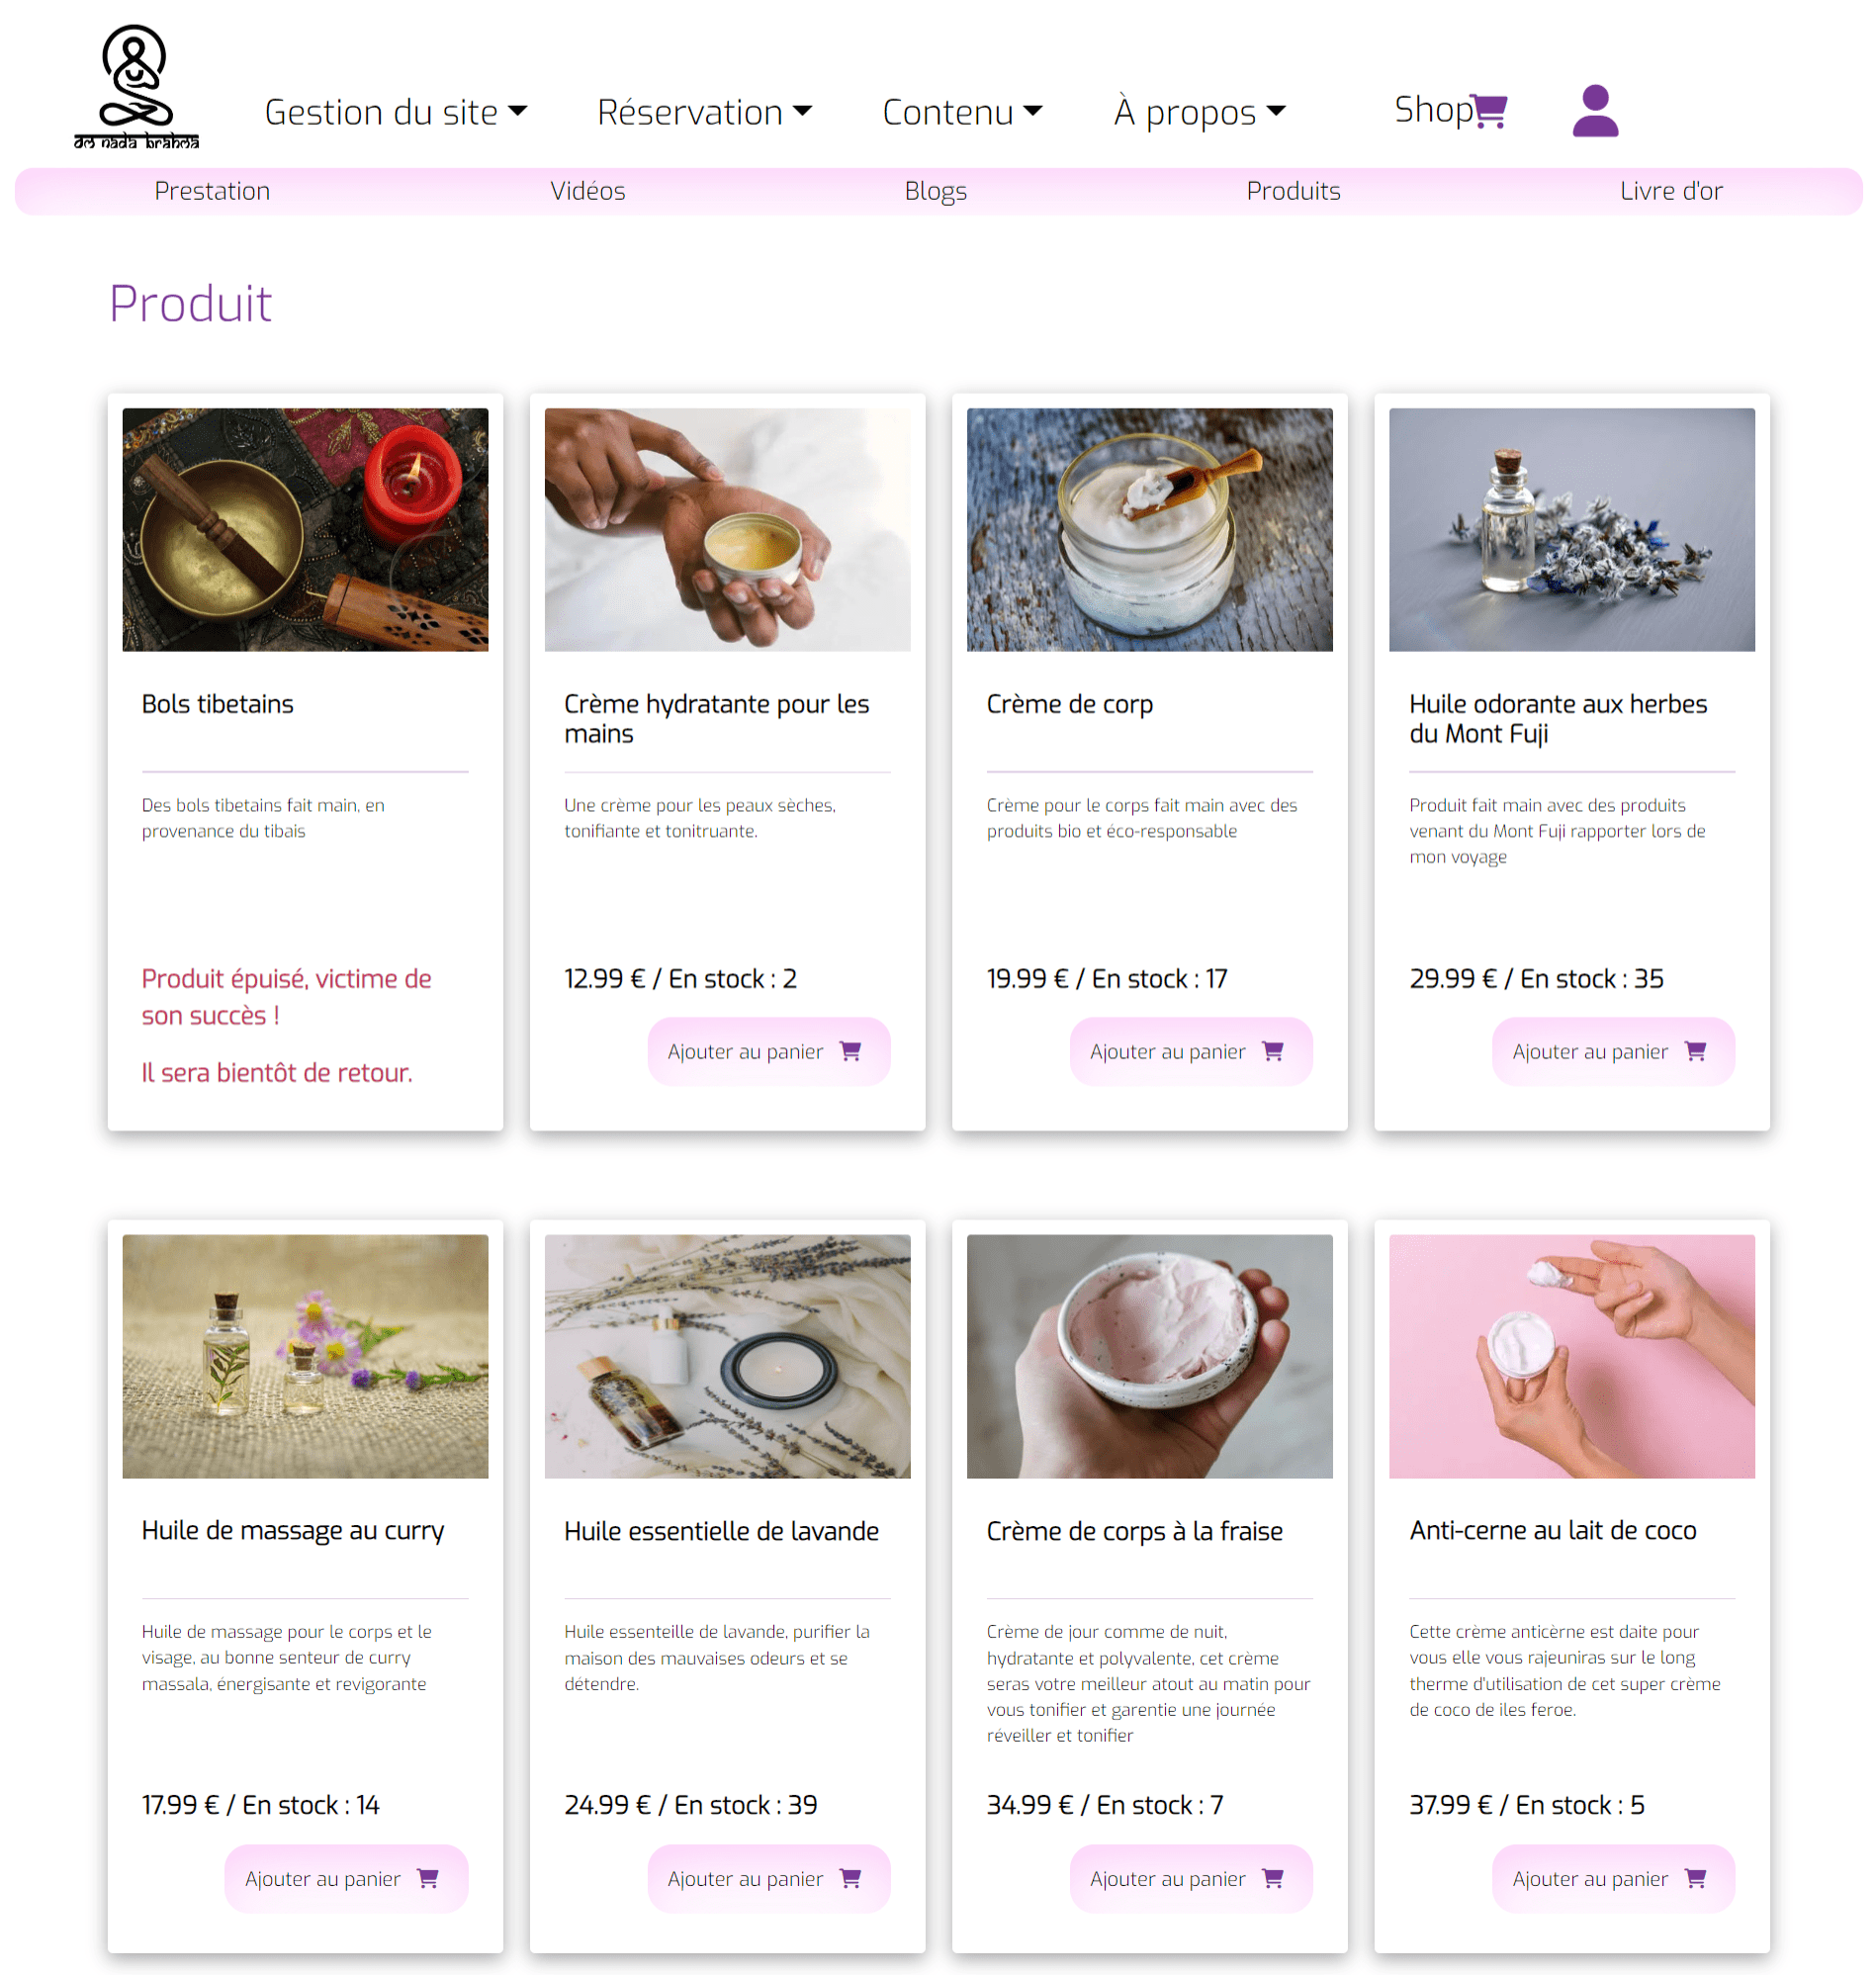 om nada brahma
Gestion du site
Réservation
Contenu
À propos
Shop
Prestation
Vidéos
Blogs
Produits
Livre d'or
Produit
Bols tibetains
Des bols tibetains fait main, en
provenance du tibais
Produit épuisé, victime de
son succès !
Il sera bientôt de retour.
Crème hydratante pour les
mains
Une crème pour les peaux sèches,
tonifiante et tonitruante.
12.99 € / En stock : 2
Ajouter au panier
Crème de corp
Crème pour le corps fait main avec des
produits bio et éco-responsable
19.99 € / En stock : 17
Ajouter au panier
Huile odorante aux herbes
du Mont Fuji
Produit fait main avec des produits
venant du Mont Fuji rapporter lors de
mon voyage
29.99 € / En stock : 35
Ajouter au panier
Huile de massage au curry
Huile de massage pour le corps et le
visage, au bonne senteur de curry
massala, énergisante et revigorante
17.99 € / En stock : 14
Ajouter au panier
Huile essentielle de lavande
Huile essenteille de lavande, purifier la
maison des mauvaises odeurs et se
détendre.
24.99 € / En stock : 39
Ajouter au panier
Crème de corps à la fraise
Crème de jour comme de nuit,
hydratante et polyvalente, cet crème
seras votre meilleur atout au matin pour
vous tonifier et garentie une journée
réveiller et tonifier
34.99 € / En stock : 7
Ajouter au panier
Anti-cerne au lait de coco
Cette crème anticèrne est daite pour
vous elle vous rajeuniras sur le long
therme d'utilisation de cet super crème
de coco de iles feroe.
37.99 € / En stock : 5
Ajouter au panier